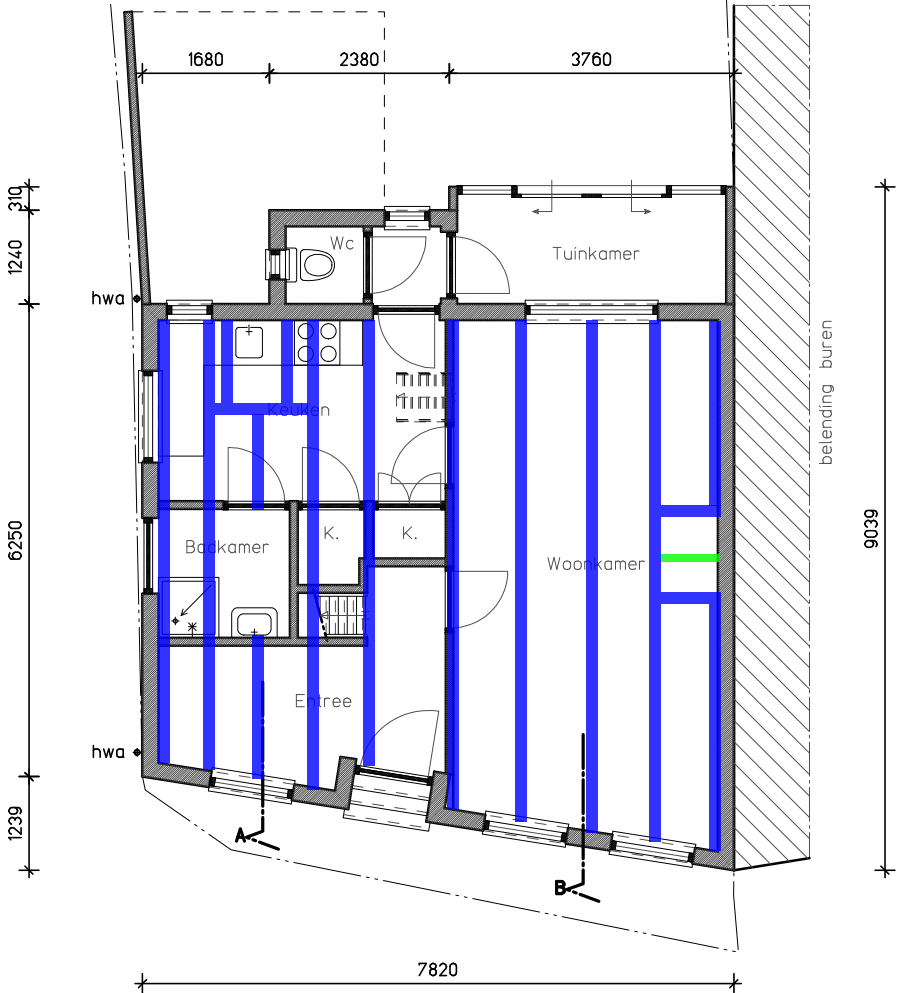 1680 2380 3760
310
1240
Wc
Tuinkamer
hwa
belending buren
Keuken
6250
9039
Badkamer
K.
K.
Woonkamer
Entree
hwa
1239
A
B
7820